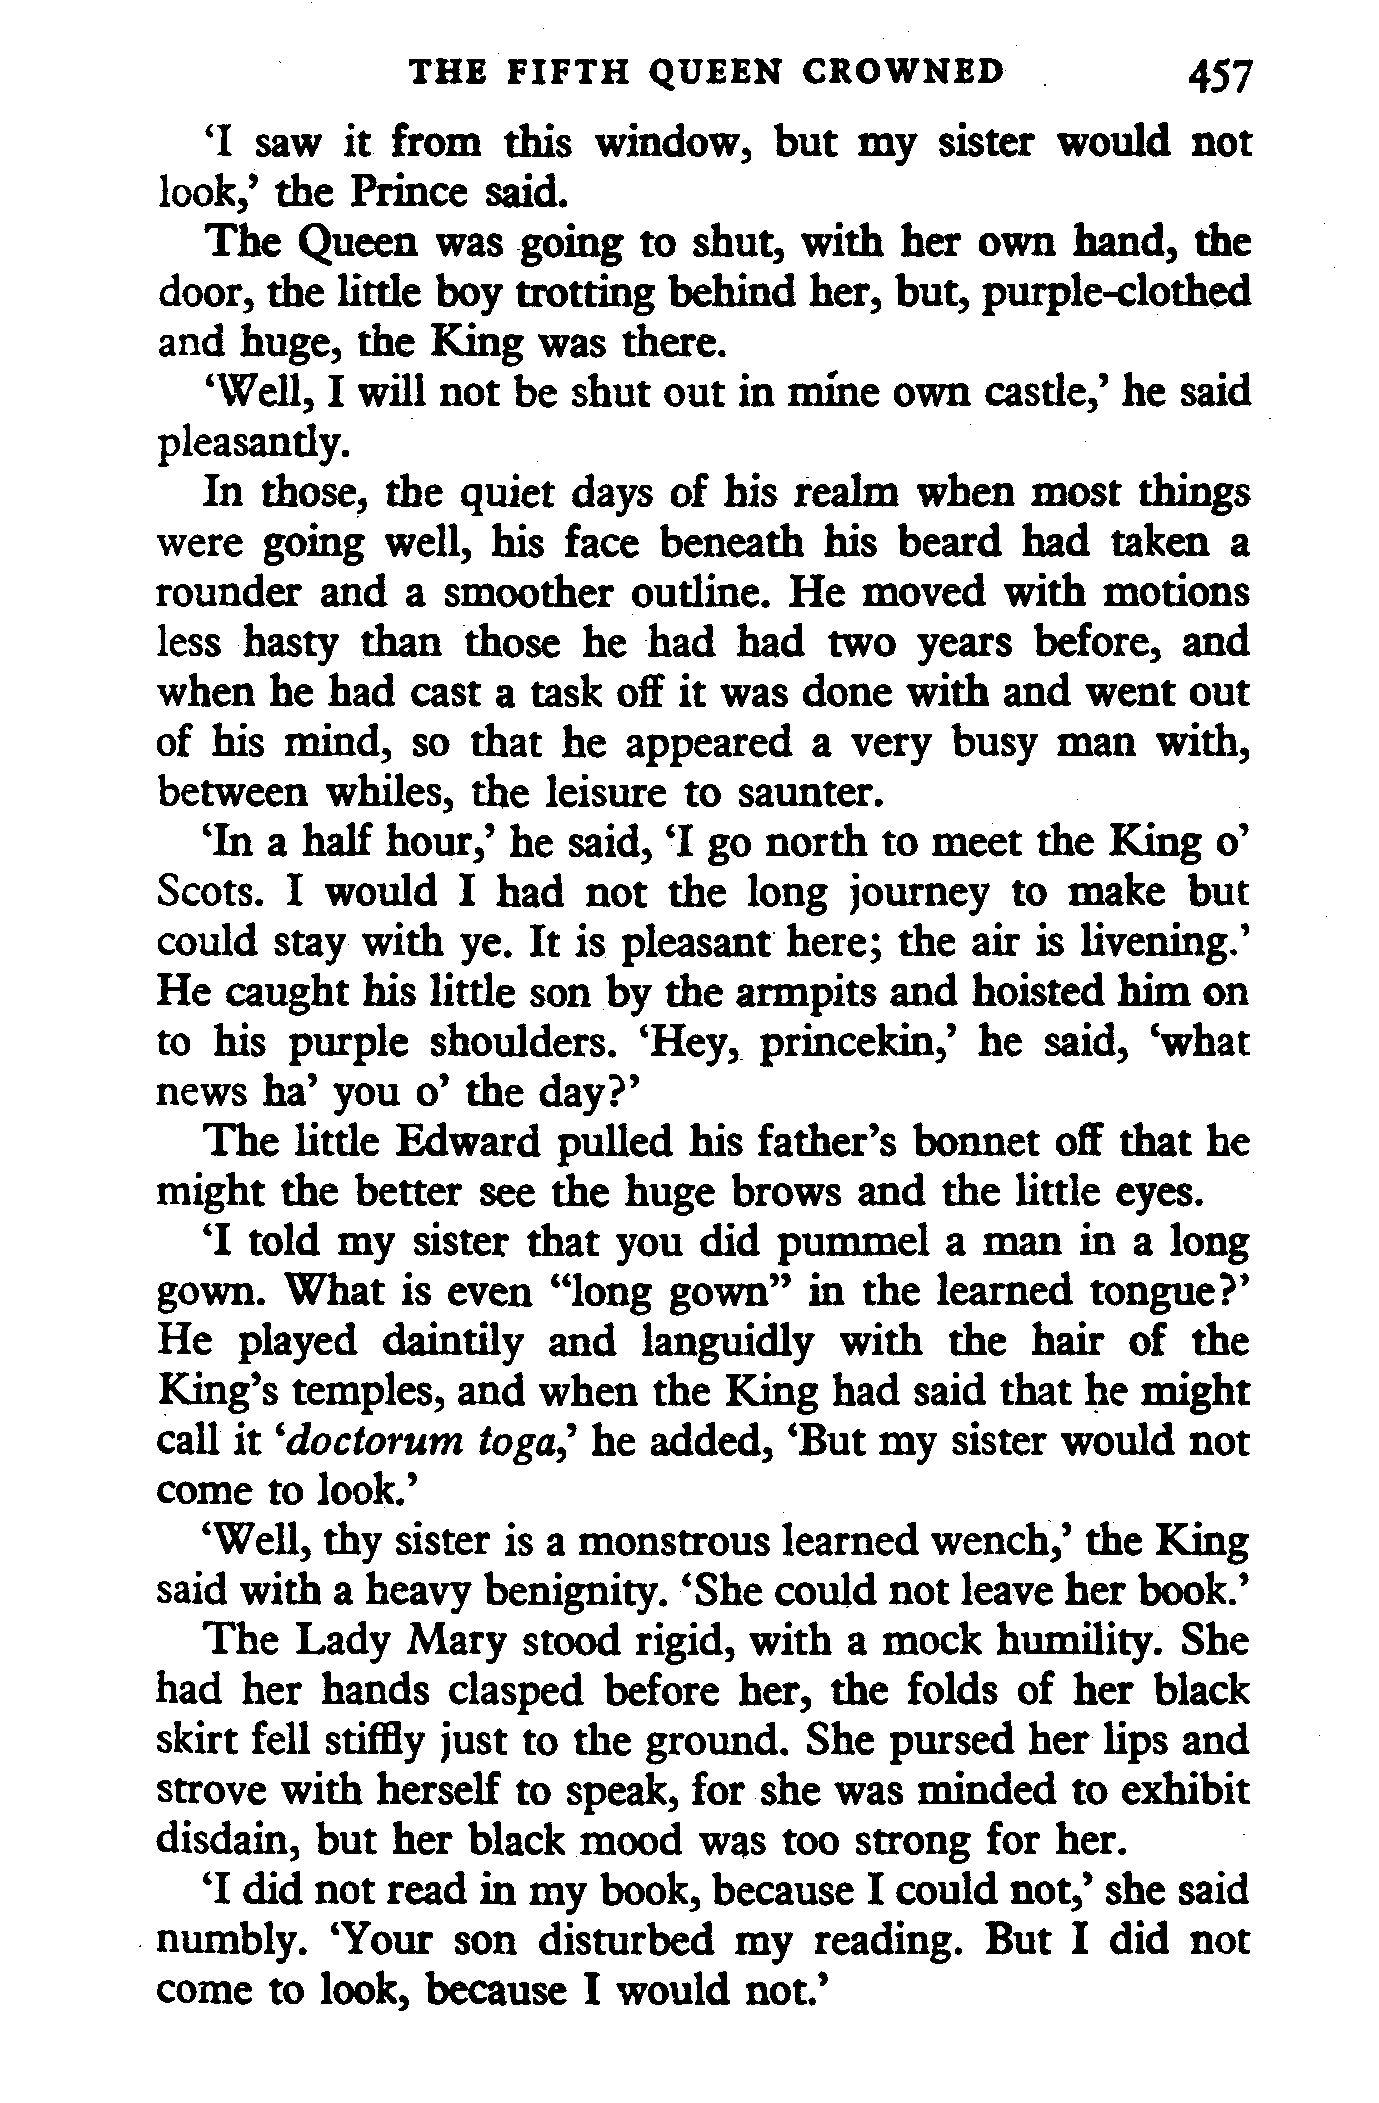 THE FIFTH QUEEN CROWNED 457
‘I saw it from this window, but my sister would not
look,’ the Prince said.
The Queen was going to shut, with her own hand, the
door, the little boy trotting behind her, but, purple-clothed
and huge, the King was there.
‘Well, I will not be shut out in mine own castle,’ he said
pleasantly.
In those, the quiet days of his realm when most things
were going well, his face beneath his beard had taken a
rounder and a smoother outline. He moved with motions
less hasty than those he had had two years before, and
when he had cast a task off it was done with and went out
of his mind, so that he appeared a very busy man with,
between whiles, the leisure to saunter.
‘In a half hour,’ he said, ‘I go north to meet the King o’
Scots. I would I had not the long journey to make but
could stay with ye. It is pleasant here; the air is livening.’
He caught his little son by the armpits and hoisted him on
to his purple shoulders. ‘Hey, princekin,’ he said, ‘what
news ha’ you o’ the day?’
The little Edward pulled his father’s bonnet off that he
might the better see the huge brows and the little eyes.
‘I told my sister that you did pummel a man in a long
gown. What is even “long gown” in the learned tongue?’
He played daintily and languidly with the hair of the
King’s temples, and when the King had said that he might
call it ‘doctorum toga,’ he added, ‘But my sister would not
come to look.’
‘Well, thy sister is a monstrous learned wench,’ the King
said with a heavy benignity. ‘She could not leave her book.’
The Lady Mary stood rigid, with a mock humility. She
had her hands clasped before her, the folds of her black
skirt fell stiffly just to the ground. She pursed her lips and
strove with herself to speak, for she was minded to exhibit
disdain, but her black mood was too strong for her.
‘I did not read in my book, because I could not,’ she said
numbly. ‘Your son disturbed my reading. But I did not
come to look, because I would not.’